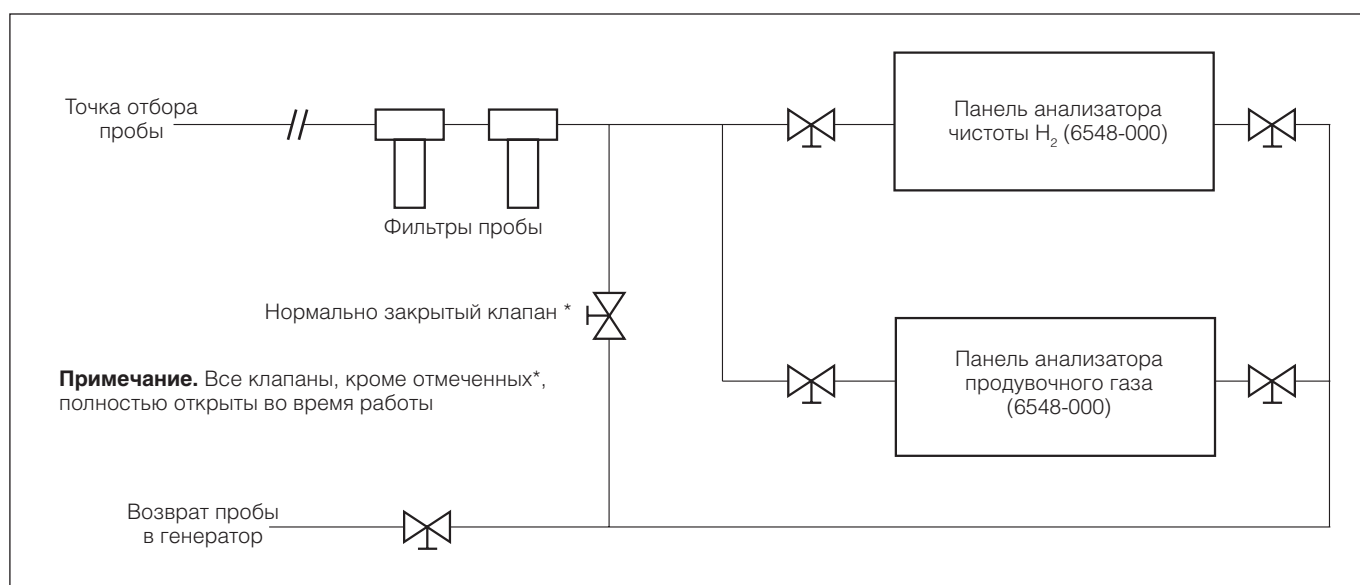 Точка отбора
пробы
Панель анализатора
чистоты H₂ (6548-000)
Фильтры пробы
Нормально закрытый клапан *
Примечание. Все клапаны, кроме отмеченных*,
полностью открыты во время работы
Панель анализатора
продувочного газа
(6548-000)
Возврат пробы
в генератор